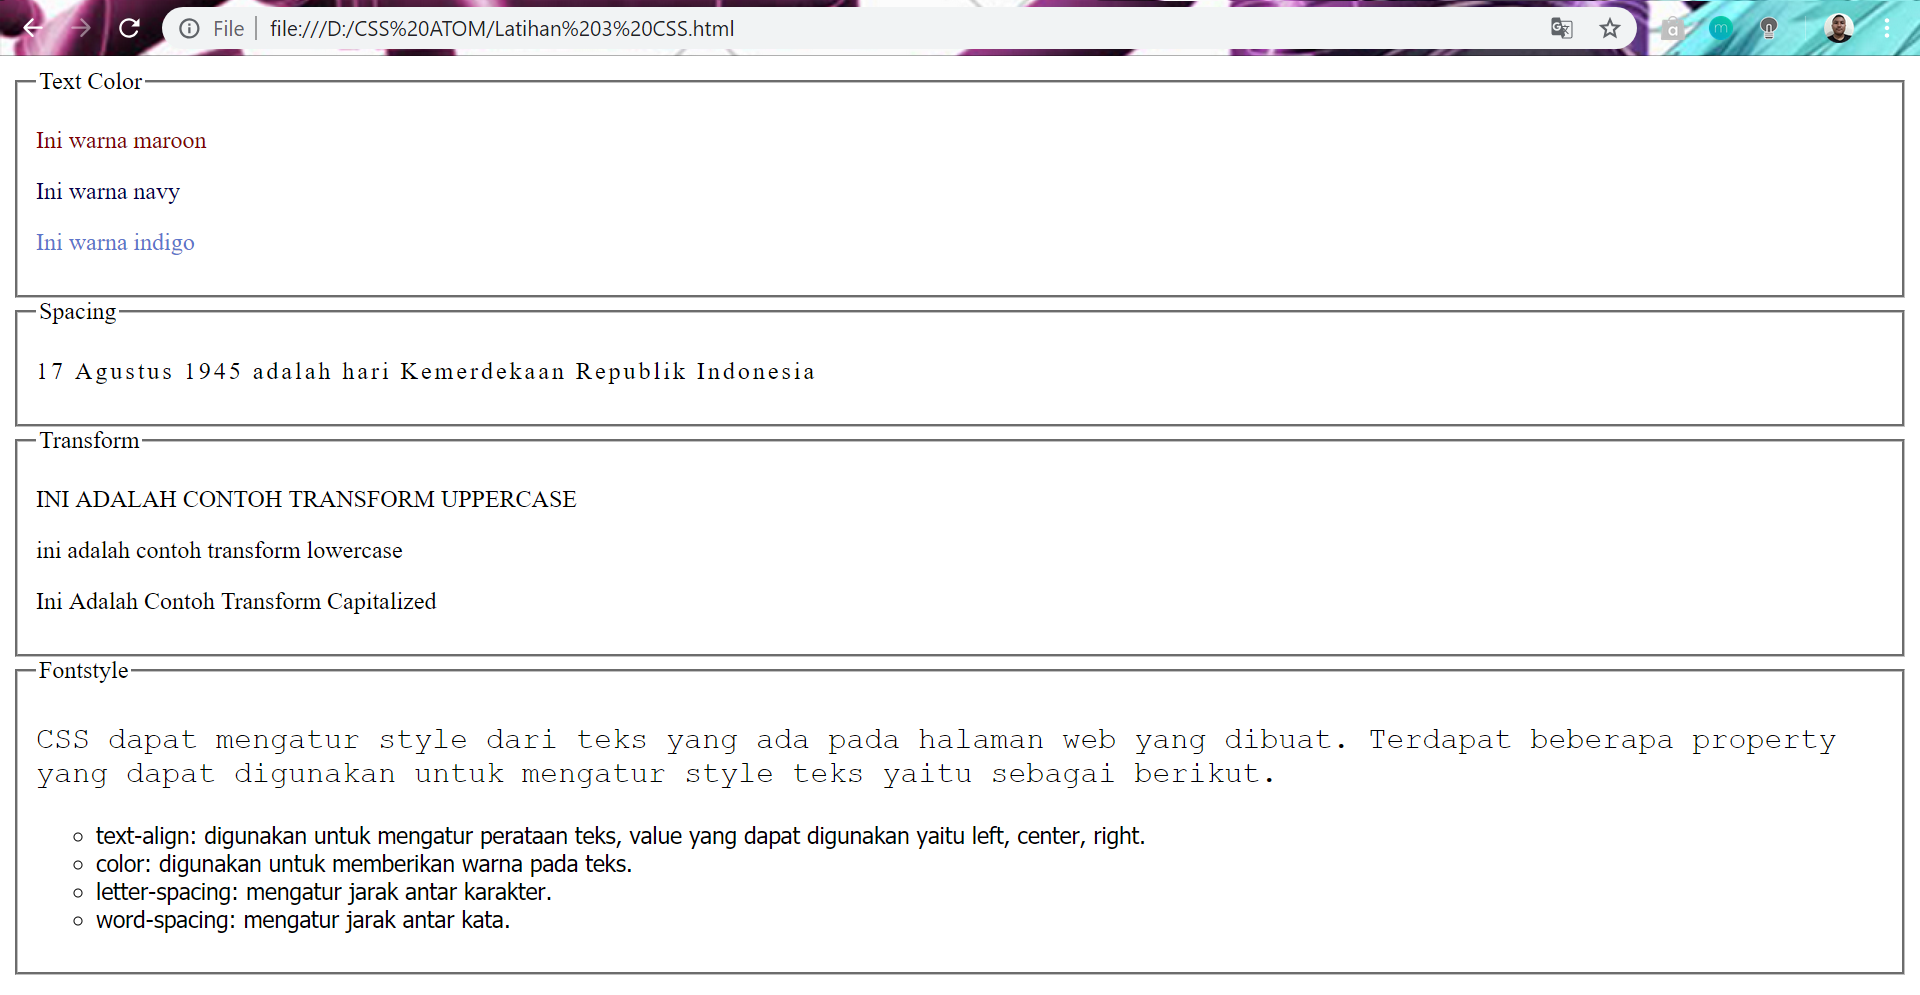 File
file:///D:/CSS%20ATOM/Latihan%203%20CSS.html
Text Color
Ini warna maroon
Ini warna navy
Ini warna indigo
Spacing
17 Agustus 1945 adalah hari Kemerdekaan Republik Indonesia
Transform
INI ADALAH CONTOH TRANSFORM UPPERCASE
ini adalah contoh transform lowercase
Ini Adalah Contoh Transform Capitalized
Fontstyle
CSS dapat mengatur style dari teks yang ada pada halaman web yang dibuat. Terdapat beberapa property
yang dapat digunakan untuk mengatur style teks yaitu sebagai berikut.
text-align: digunakan untuk mengatur perataan teks, value yang dapat digunakan yaitu left, center, right.
color: digunakan untuk memberikan warna pada teks.
letter-spacing: mengatur jarak antar karakter.
word-spacing: mengatur jarak antar kata.